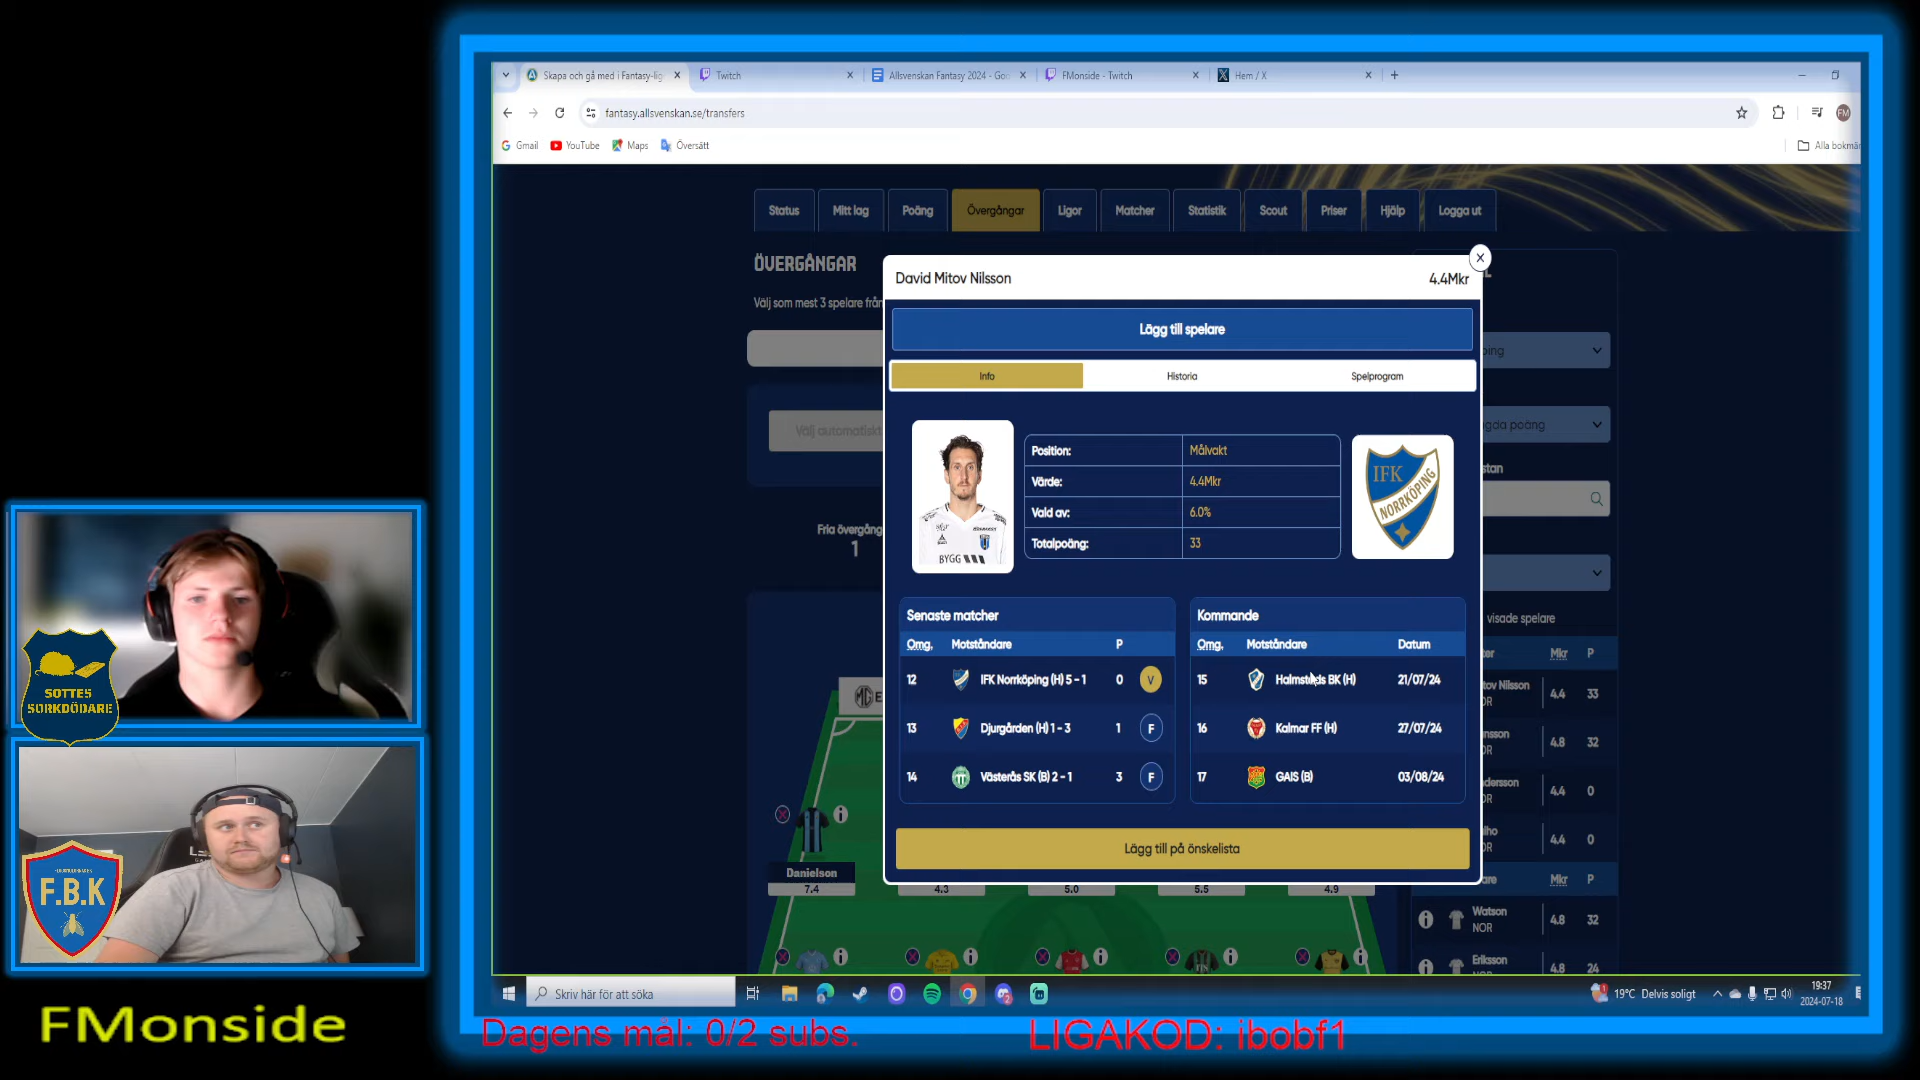 Skapa och gå med i Fantasy-lig
Twitch
Allsvenskan Fantasy 2024 - Goo
FMonside - Twitch
Hem / X
fantasy.allsvenskan.se/transfers
FM
Gmail
YouTube
Maps
Översätt
Alla bokmär
Status
Mitt lag
Poäng
Övergångar
Ligor
Matcher
Statistik
Scout
Priser
Hjälp
Logga ut
ÖVERGÅNGAR
Välj som mest 3 spelare från
Välj automatiskt
Fria övergång
1
David Mitov Nilsson
4.4Mkr
Lägg till spelare
Info
Historia
Spelprogram
BYGG
Position:
Målvakt
Värde:
4.4Mkr
Vald av:
6.0%
Totalpoäng:
33
IFK
NORRKÖPING
Senaste matcher
Omg.
Motståndare
P
12
IFK Norrköping (H) 5 - 1
0
V
13
Djurgården (H) 1 - 3
1
F
14
Västerås SK (B) 2 - 1
3
F
Kommande
Omg.
Motståndare
Datum
15
Halmstads BK (H)
21/07/24
16
Kalmar FF (H)
27/07/24
17
GAIS (B)
03/08/24
Lägg till på önskelista
visade spelare
Mkr
P
tov Nilsson
4.4
33
4.8
32
dersson
4.4
0
4.4
0
Mkr
P
Watson
NOR
4.8
32
Eriksson
NOR
4.8
24
MG
Danielson
7.4
4.3
5.0
5.5
4.9
SOTTES
SORKDÖDARE
F.B.K
FMonside
Skriv här för att söka
19°C Delvis soligt
19:37
2024-07-18
Dagens mål: 0/2 subs.
LIGAKOD: ibobf1